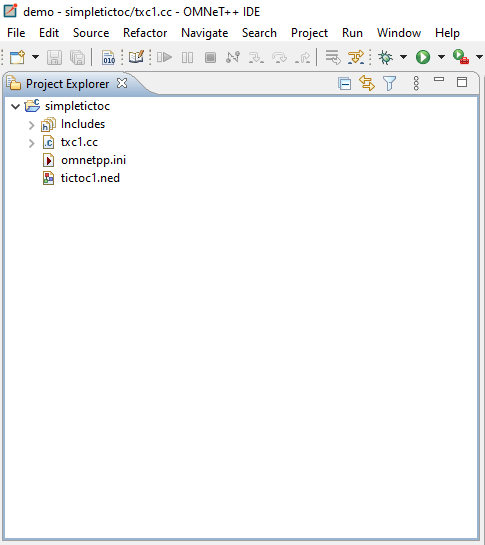 demo - simpletictoc/txc1.cc - OMNeT++ IDE
File Edit Source Refactor Navigate Search Project Run Window Help
010
Project Explorer
simpletictoc
Includes
txc1.cc
omnetpp.ini
tictoc1.ned